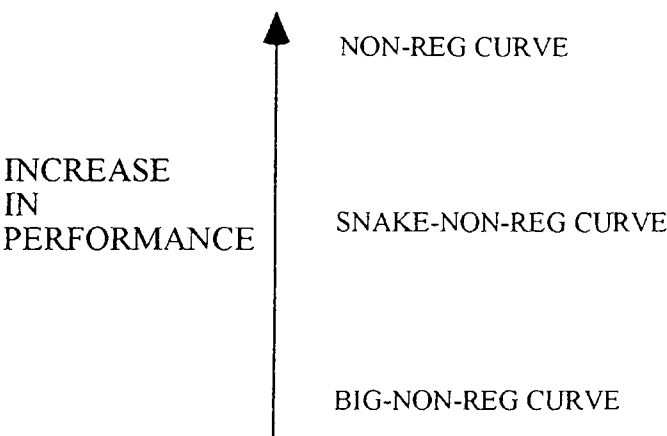 NON-REG CURVE
INCREASE
IN
PERFORMANCE
SNAKE-NON-REG CURVE
BIG-NON-REG CURVE